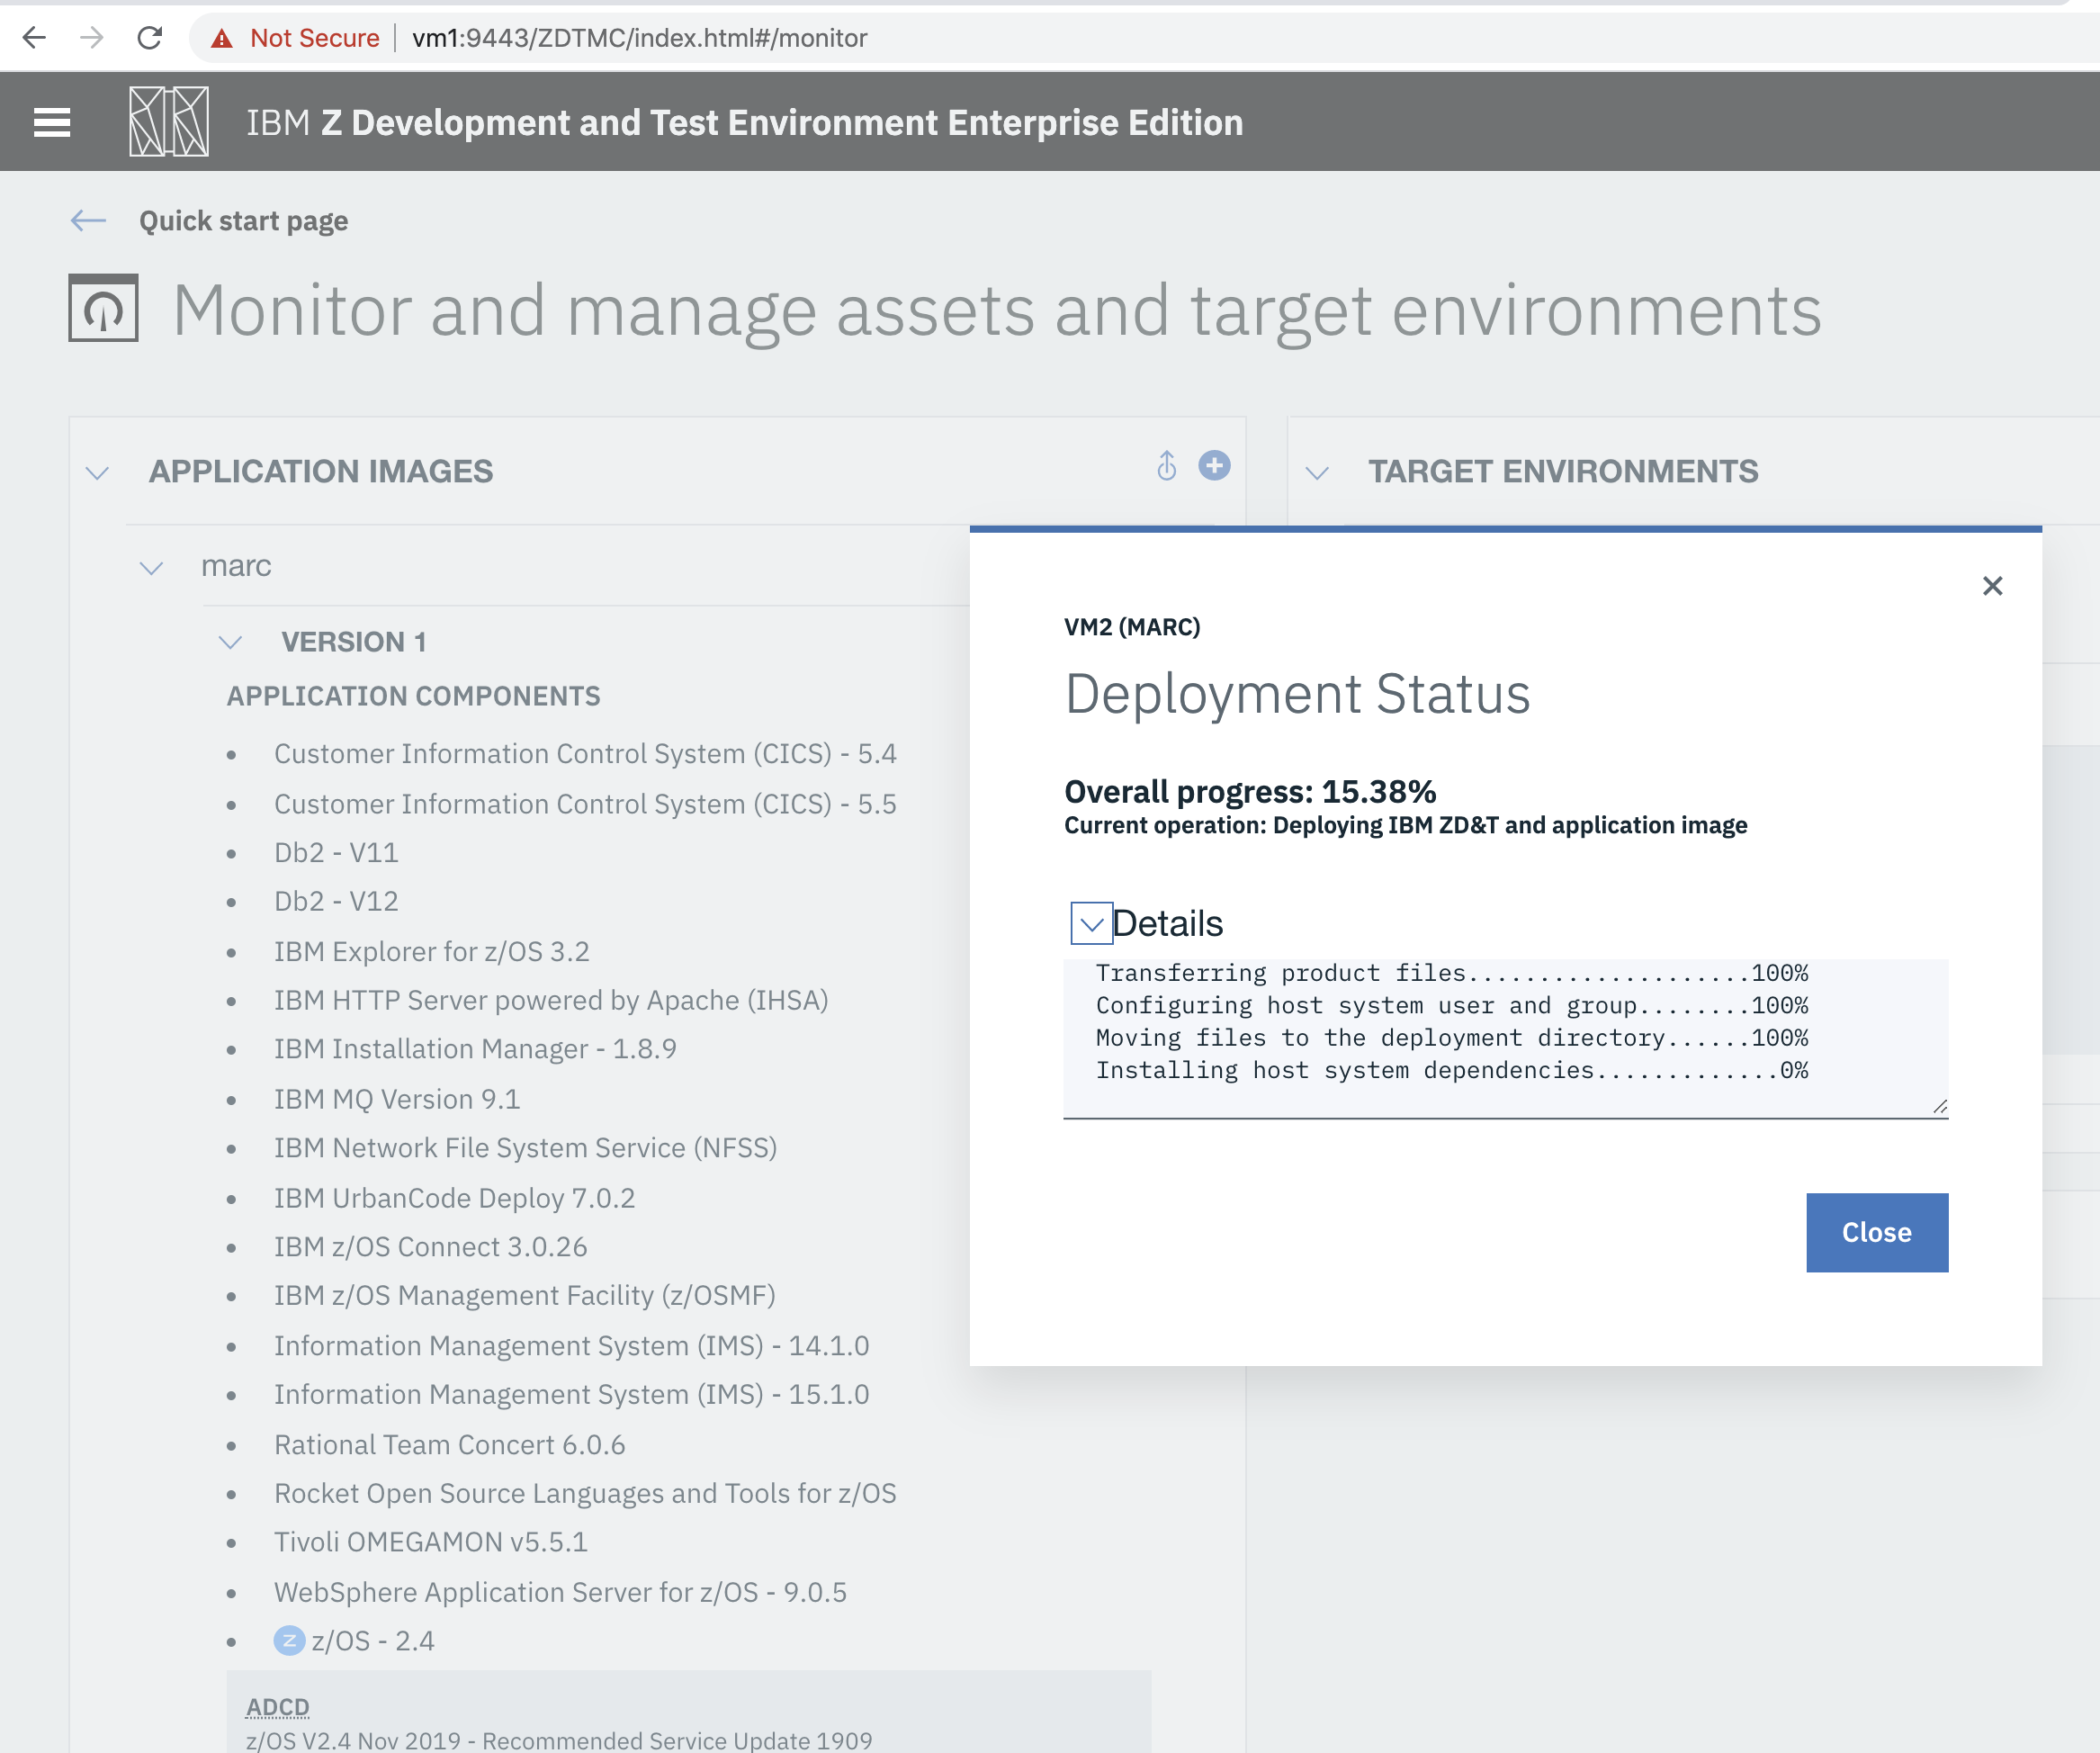 Not Secure | vm1:9443/ZDTMC/index.html#/monitor
IBM Z Development and Test Environment Enterprise Edition
Quick start page
Monitor and manage assets and target environments
APPLICATION IMAGES
marc
VERSION 1
APPLICATION COMPONENTS
Customer Information Control System (CICS) - 5.4
Customer Information Control System (CICS) - 5.5
Db2 - V11
Db2 - V12
IBM Explorer for z/OS 3.2
IBM HTTP Server powered by Apache (IHSA)
IBM Installation Manager - 1.8.9
IBM MQ Version 9.1
IBM Network File System Service (NFSS)
IBM UrbanCode Deploy 7.0.2
IBM z/OS Connect 3.0.26
IBM z/OS Management Facility (z/OSMF)
Information Management System (IMS) - 14.1.0
Information Management System (IMS) - 15.1.0
Rational Team Concert 6.0.6
Rocket Open Source Languages and Tools for z/OS
Tivoli OMEGAMON v5.5.1
WebSphere Application Server for z/OS - 9.0.5
z z/OS - 2.4
ADCD
z/OS V2.4 Nov 2019 - Recommended Service Update 1909
TARGET ENVIRONMENTS
VM2 (MARC)
Deployment Status
Overall progress: 15.38%
Current operation: Deploying IBM ZD&T and application image
Details
Transferring product files....................100%
Configuring host system user and group........100%
Moving files to the deployment directory......100%
Installing host system dependencies.............0%
Close